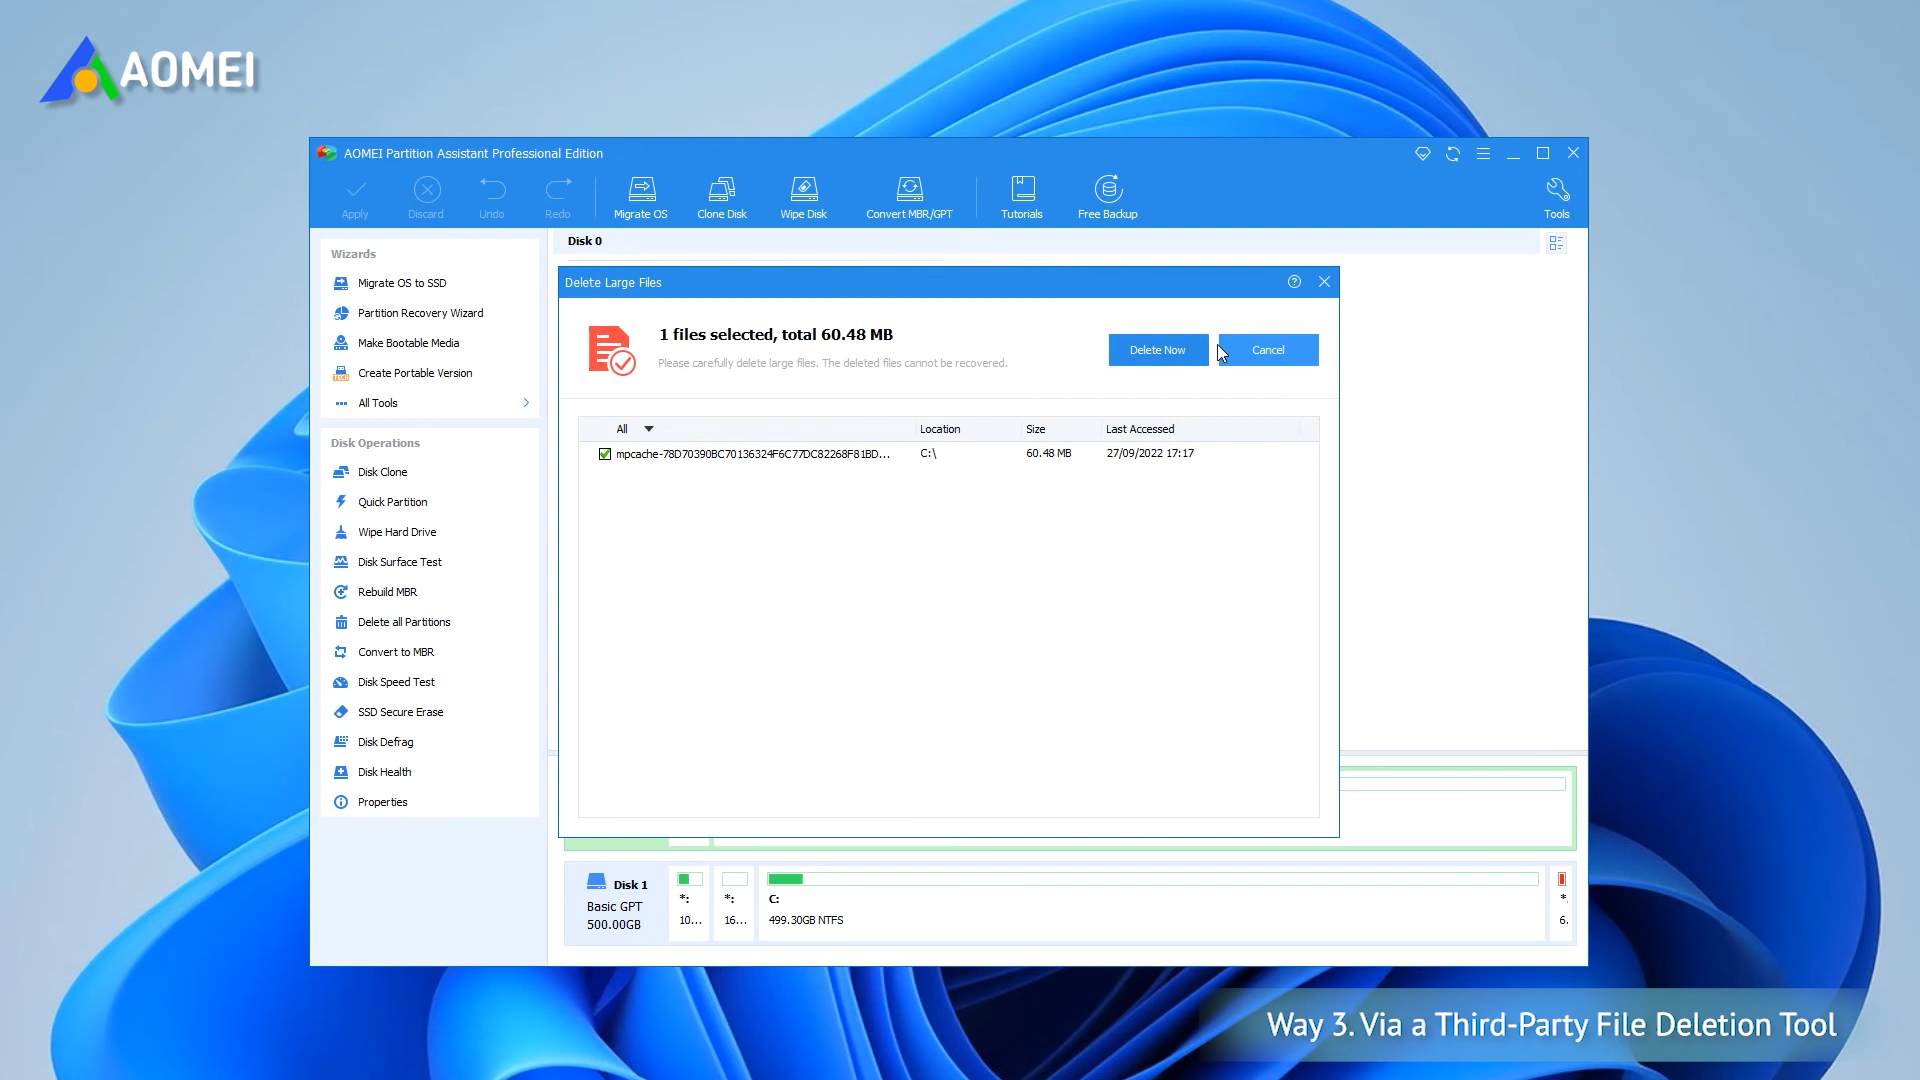 AOMEI
AOMEI Partition Assistant Professional Edition
Apply
Discard
Undo
Redo
Migrate OS
Clone Disk
Wipe Disk
Convert MBR/GPT
Tutorials
Free Backup
Tools
Wizards
Migrate OS to SSD
Partition Recovery Wizard
Make Bootable Media
TECH
Create Portable Version
All Tools
Disk Operations
Disk Clone
Quick Partition
Wipe Hard Drive
Disk Surface Test
Rebuild MBR
Delete all Partitions
Convert to MBR
Disk Speed Test
SSD Secure Erase
Disk Defrag
Disk Health
Properties
Disk 0
Delete Large Files
1 files selected, total 60.48 MB
Please carefully delete large files. The deleted files cannot be recovered.
Delete Now
Cancel
All Location Size Last Accessed
mpcache-78D70390BC70136324F6C77DC82268F81BD... C:\ 60.48 MB 27/09/2022 17:17
Disk 1
Basic GPT
500.00GB
*:
10...
*:
16...
C:
499.30GB NTFS
*.
6.
Way 3. Via a Third-Party File Deletion Tool